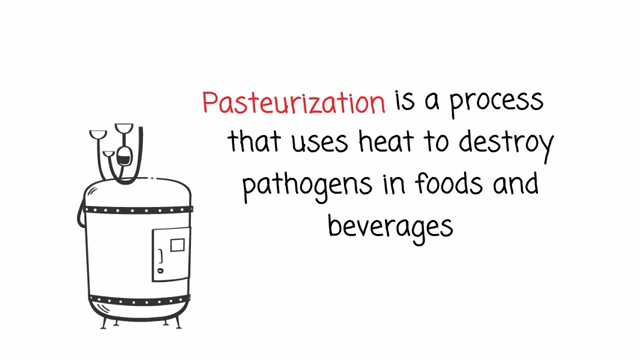 Pasteurization is a process
that uses heat to destroy
pathogens in foods and
beverages